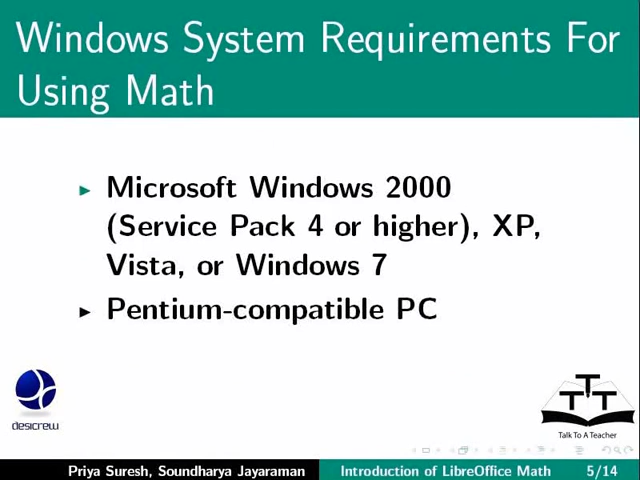 Windows System Requirements For
Using Math
Microsoft Windows 2000
(Service Pack 4 or higher), XP,
Vista, or Windows 7
Pentium-compatible PC
desicrew
T T T
Talk To A Teacher
Priya Suresh, Soundharya Jayaraman Introduction of LibreOffice Math 5/14